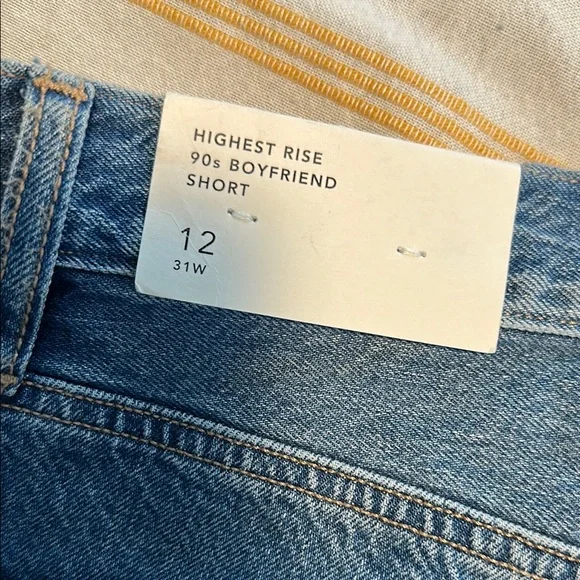 HIGHEST RISE
90s BOYFRIEND
SHORT
12
31W